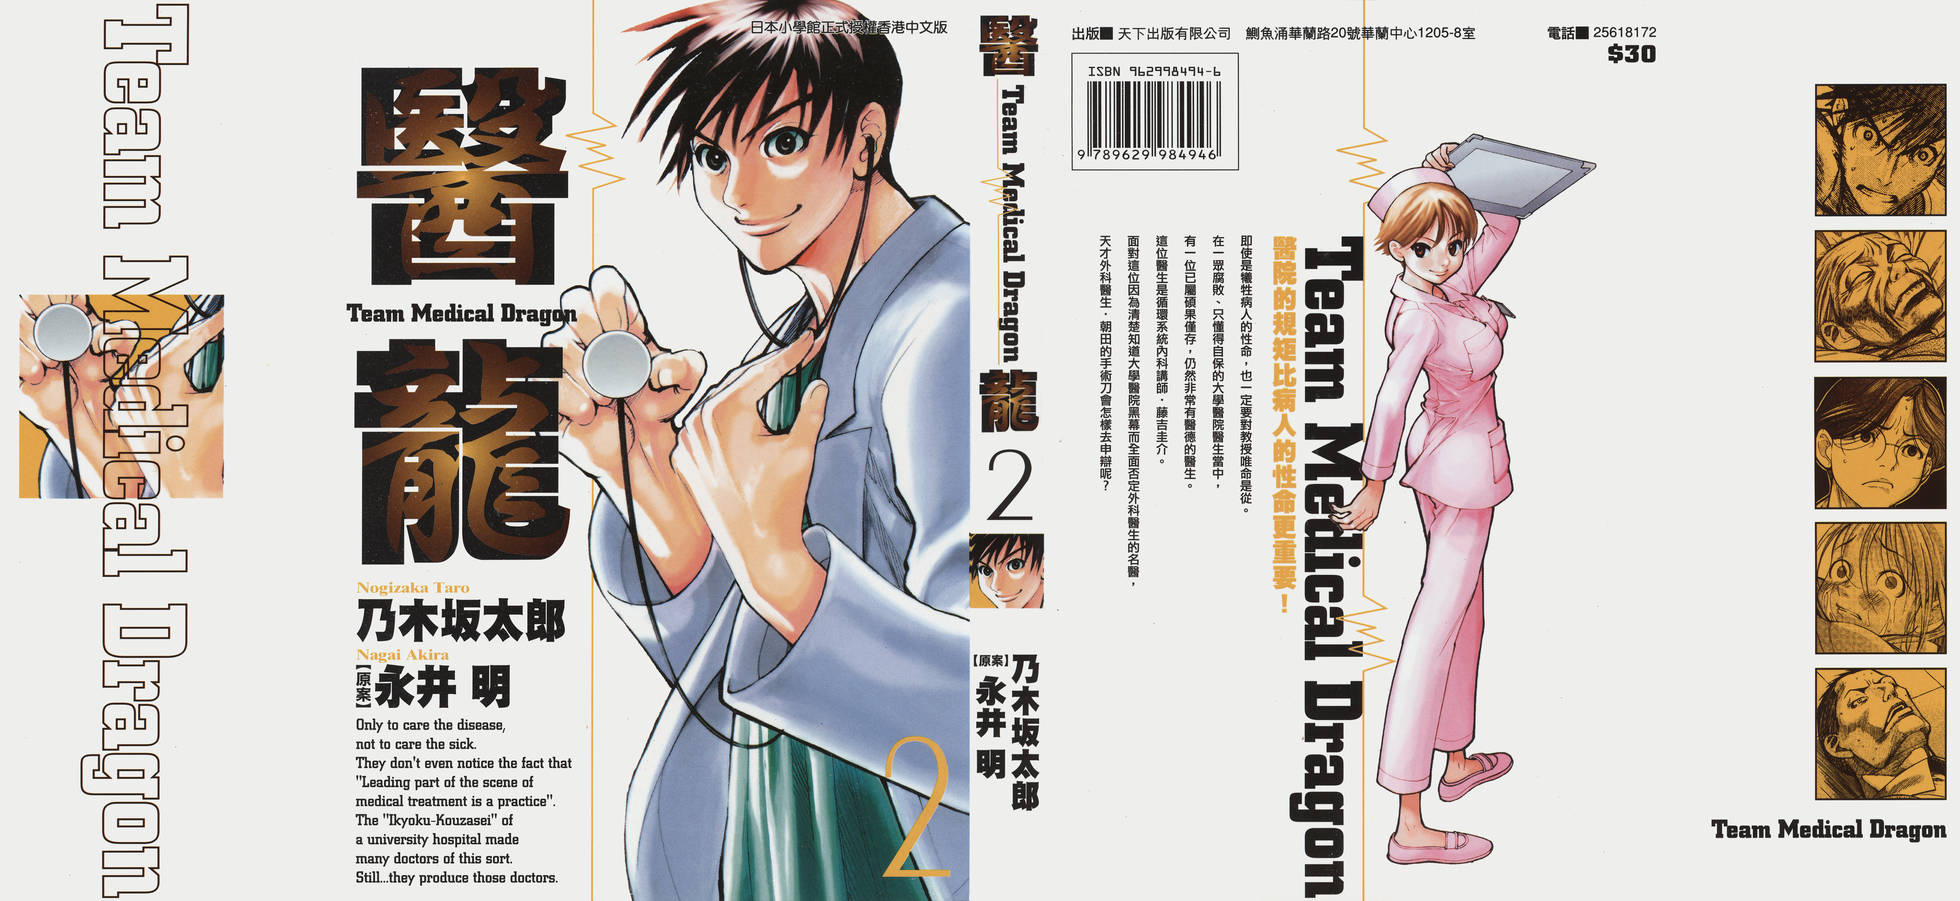 Team Medical Dragon
日本小學館正式授權香港中文版
醫
Team Medical Dragon
龍
Nogizaka Taro
乃木坂太郎
Nagai Akira
【原案】永井 明
Only to care the disease,
not to care the sick.
They don't even notice the fact that
"Leading part of the scene of
medical treatment is a practice".
The "Ikyoku-Kouzasei" of
a university hospital made
many doctors of this sort.
Still...they produce those doctors.
2
醫
Team Medical Dragon
龍
2
乃木坂太郎
【原案】永井 明
出版■ 天下出版有限公司 鰂魚涌華蘭路20號華蘭中心1205-8室
電話■ 25618172
$30
ISBN 962998494-6
9 789629 984946
Team Medical Dragon
醫院的規矩比病人的性命更重要！
即使是犧牲病人的性命，也一定要對教授唯命是從。
在一眾腐敗、只懂得自保的大學醫院醫生當中，
有一位已屬碩果僅存，仍然非常有醫德的醫生。
這位醫生是循環系統內科講師．藤吉圭介。
面對這位因為清楚知道大學醫院黑幕而全面否定外科醫生的名醫，
天才外科醫生．朝田的手術刀會怎樣去申辯呢？
Team Medical Dragon